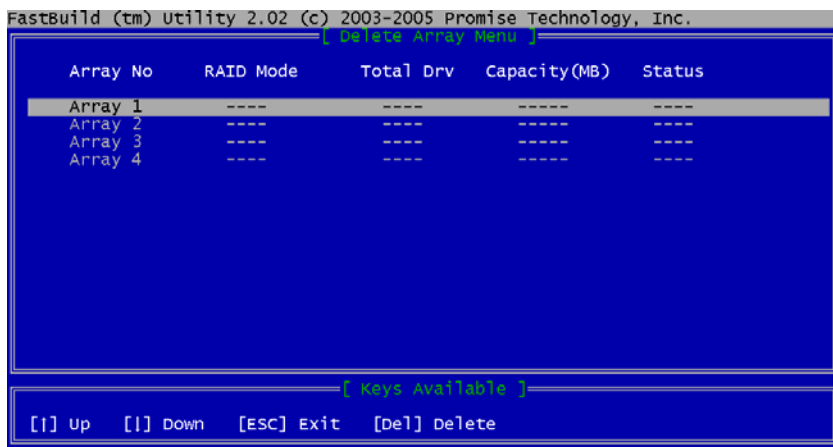 FastBuild (tm) Utility 2.02 (c) 2003-2005 Promise Technology, Inc.
[ Delete Array Menu ]
Array No RAID Mode Total Drv Capacity(MB) Status
Array 1 ---- ---- ----- ----
Array 2 ---- ---- ----- ----
Array 3 ---- ---- ----- ----
Array 4 ---- ---- ----- ----
[ Keys Available ]
[↑] Up [↓] Down [ESC] Exit [Del] Delete